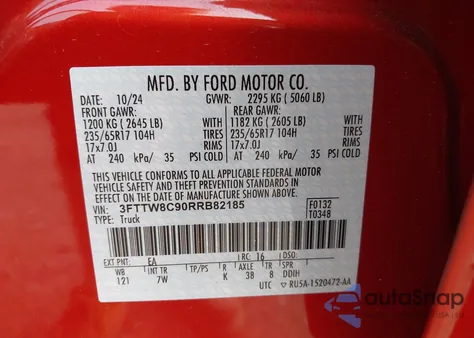 MFD. BY FORD MOTOR CO.
DATE: 10/24 GVWR: 2295 KG (5060 LB)
FRONT GAWR: REAR GAWR:
1200 KG (2645 LB) 1182 KG (2605 LB)
235/65R17 104H TIRES 235/65R17 104H TIRES
17x7.0J RIMS 17x7.0J RIMS
AT 240 kPa/ 35 PSI COLD AT 240 kPa/ 35 PSI COLD
THIS VEHICLE CONFORMS TO ALL APPLICABLE FEDERAL MOTOR
VEHICLE SAFETY AND THEFT PREVENTION STANDARDS IN EFFECT
ON THE DATE OF MANUFACTURE SHOWN ABOVE.
VIN: 3FTTW8C90RRB82185 F0132
TYPE: Truck T0348
EXT PNT: EA RC: 16 DSO:
WB INT TR TP/PS R AXLE TR SPR
121 7W K 38 8 DDIH
UTC RU5A-1520472-AA
autoSnap